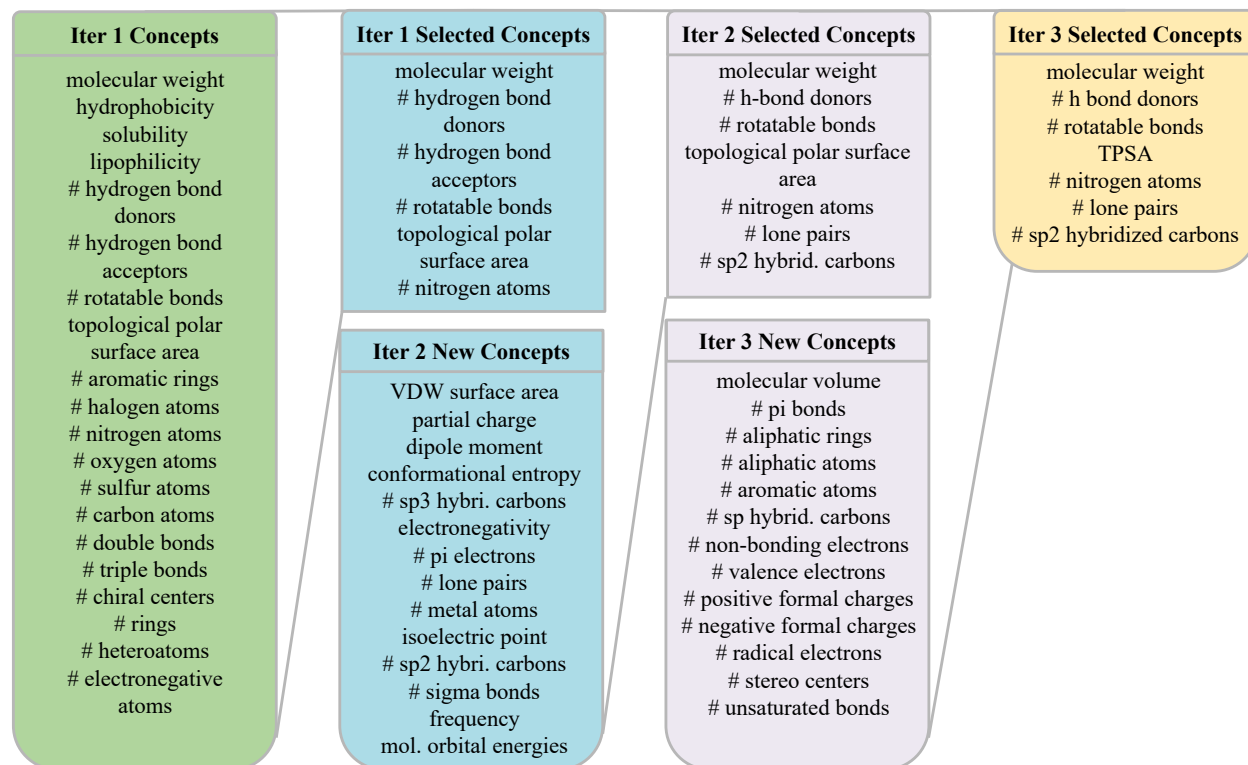 Iter 1 Concepts
molecular weight
hydrophobicity
solubility
lipophilicity
# hydrogen bond
donors
# hydrogen bond
acceptors
# rotatable bonds
topological polar
surface area
# aromatic rings
# halogen atoms
# nitrogen atoms
# oxygen atoms
# sulfur atoms
# carbon atoms
# double bonds
# triple bonds
# chiral centers
# rings
# heteroatoms
# electronegative
atoms
Iter 1 Selected Concepts
molecular weight
# hydrogen bond
donors
# hydrogen bond
acceptors
# rotatable bonds
topological polar
surface area
# nitrogen atoms
Iter 2 New Concepts
VDW surface area
partial charge
dipole moment
conformational entropy
# sp3 hybri. carbons
electronegativity
# pi electrons
# lone pairs
# metal atoms
isoelectric point
# sp2 hybri. carbons
# sigma bonds
frequency
mol. orbital energies
Iter 2 Selected Concepts
molecular weight
# h-bond donors
# rotatable bonds
topological polar surface
area
# nitrogen atoms
# lone pairs
# sp2 hybrid. carbons
Iter 3 New Concepts
molecular volume
# pi bonds
# aliphatic rings
# aliphatic atoms
# aromatic atoms
# sp hybrid. carbons
# non-bonding electrons
# valence electrons
# positive formal charges
# negative formal charges
# radical electrons
# stereo centers
# unsaturated bonds
Iter 3 Selected Concepts
molecular weight
# h bond donors
# rotatable bonds
TPSA
# nitrogen atoms
# lone pairs
# sp2 hybridized carbons